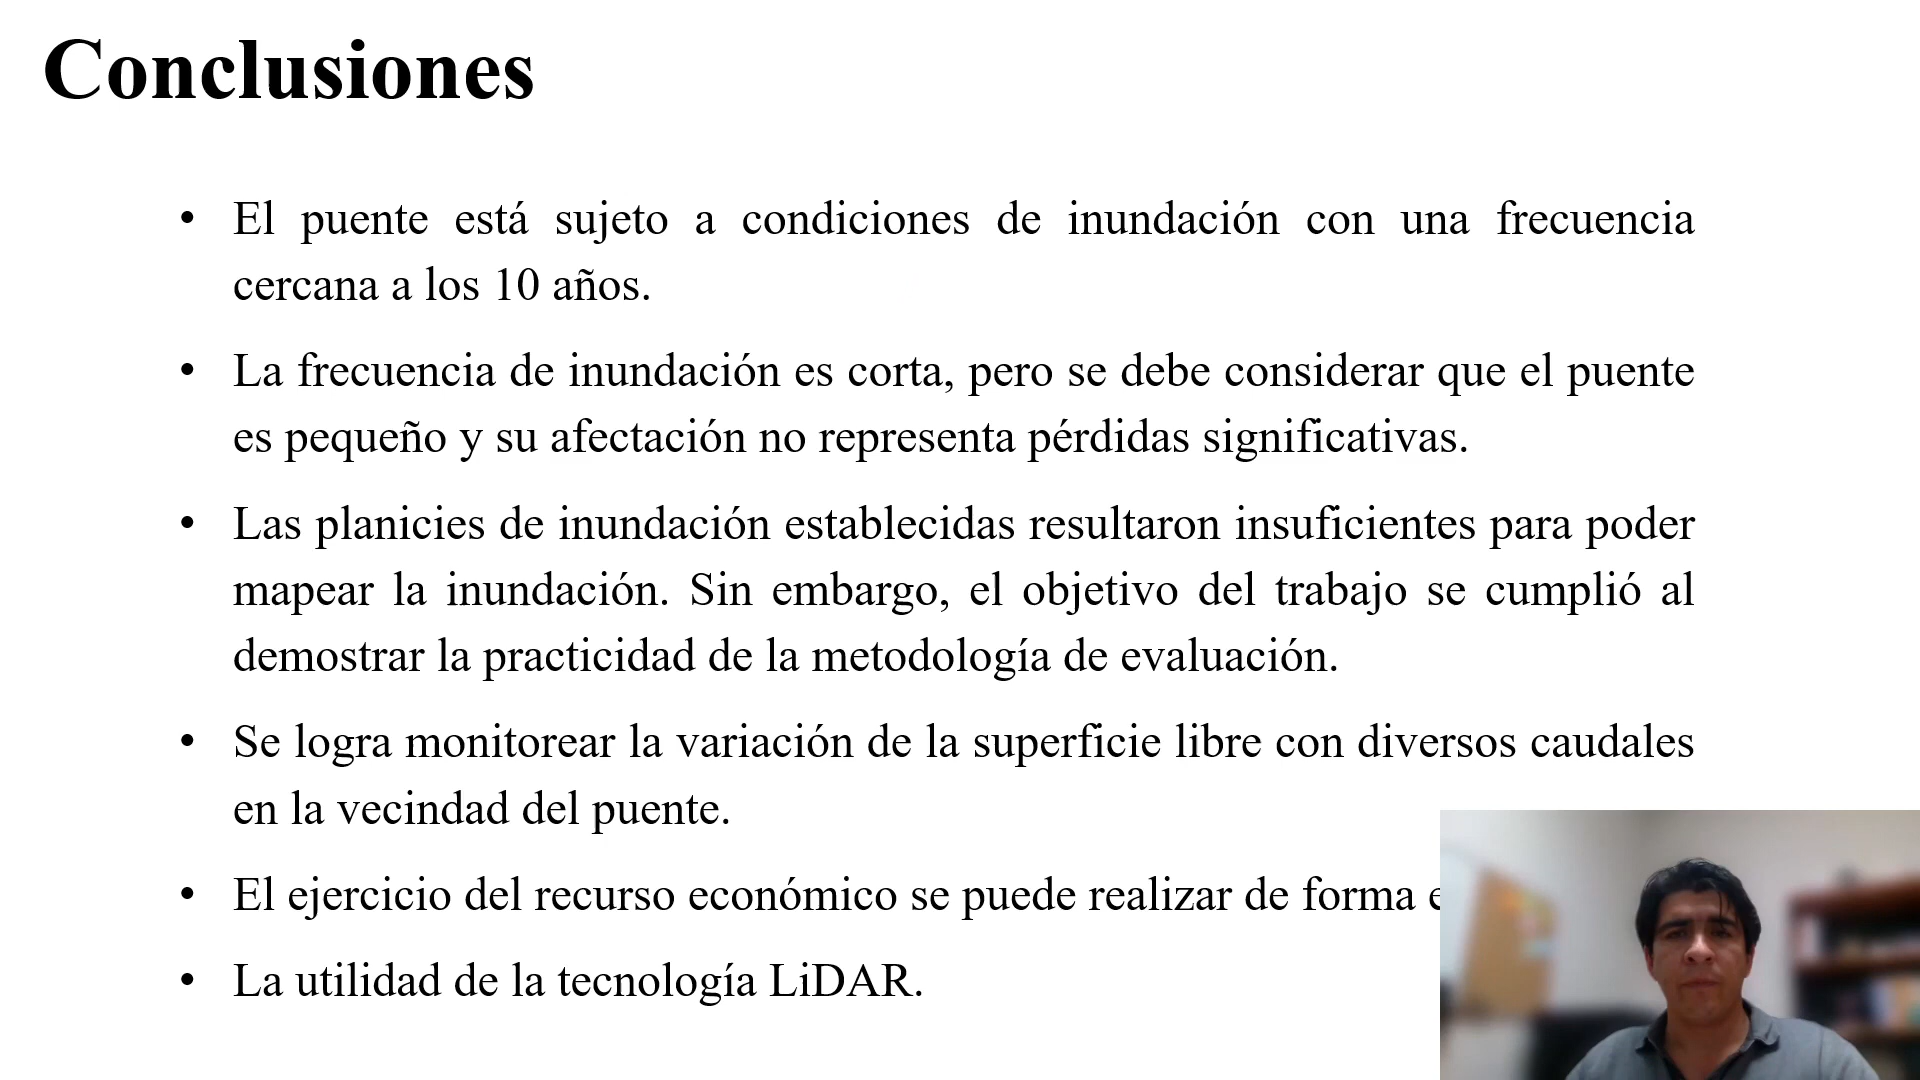 Conclusiones
• El puente está sujeto a condiciones de inundación con una frecuencia
cercana a los 10 años.
• La frecuencia de inundación es corta, pero se debe considerar que el puente
es pequeño y su afectación no representa pérdidas significativas.
• Las planicies de inundación establecidas resultaron insuficientes para poder
mapear la inundación. Sin embargo, el objetivo del trabajo se cumplió al
demostrar la practicidad de la metodología de evaluación.
• Se logra monitorear la variación de la superficie libre con diversos caudales
en la vecindad del puente.
• El ejercicio del recurso económico se puede realizar de forma
• La utilidad de la tecnología LiDAR.